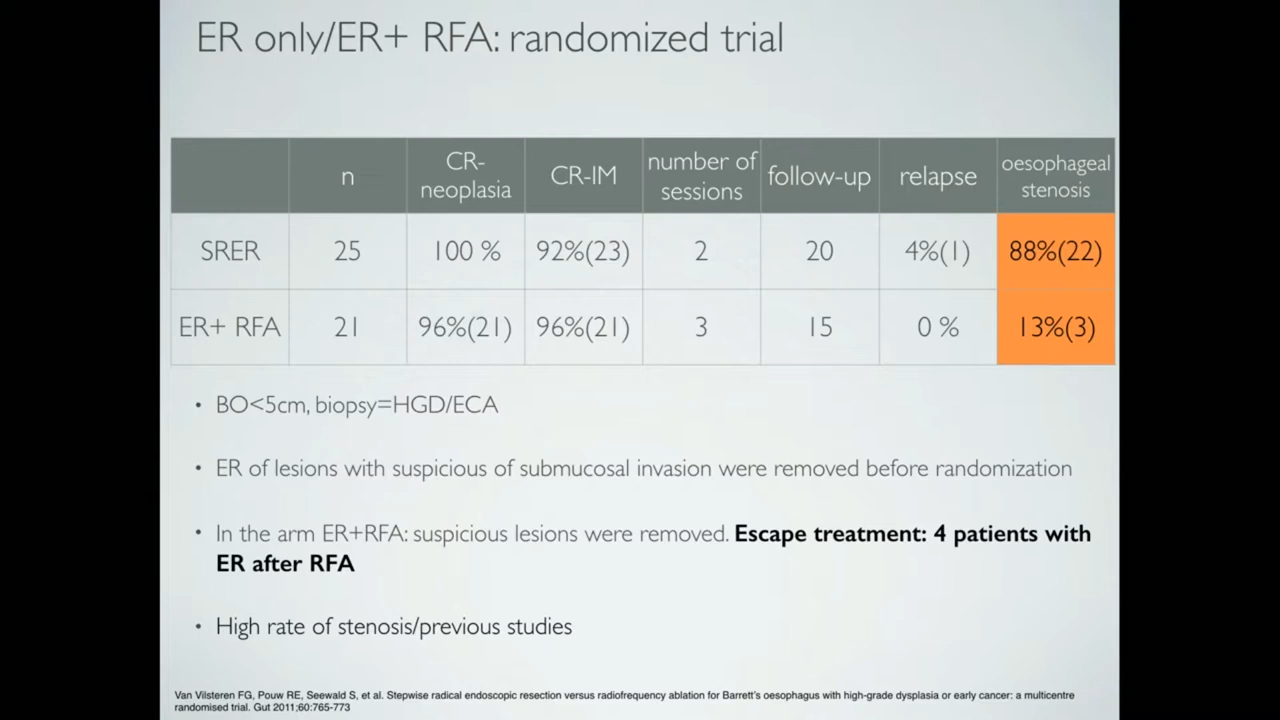 ER only/ER+ RFA: randomized trial
n CR-neoplasia CR-IM number of sessions follow-up relapse oesophageal stenosis
SRER 25 100 % 92%(23) 2 20 4%(1) 88%(22)
ER+ RFA 21 96%(21) 96%(21) 3 15 0 % 13%(3)
• BO<5cm, biopsy=HGD/ECA
• ER of lesions with suspicious of submucosal invasion were removed before randomization
• In the arm ER+RFA: suspicious lesions were removed. Escape treatment: 4 patients with
ER after RFA
• High rate of stenosis/previous studies
Van Vilsteren FG, Pouw RE, Seewald S, et al. Stepwise radical endoscopic resection versus radiofrequency ablation for Barrett's oesophagus with high-grade dysplasia or early cancer: a multicentre
randomised trial. Gut 2011;60:765-773